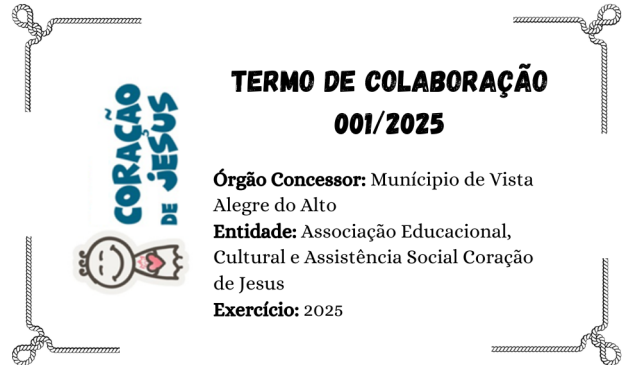 CORAÇÃO
DE JESUS
TERMO DE COLABORAÇÃO
001/2025
Órgão Concessor: Munícipio de Vista
Alegre do Alto
Entidade: Associação Educacional,
Cultural e Assistência Social Coração
de Jesus
Exercício: 2025